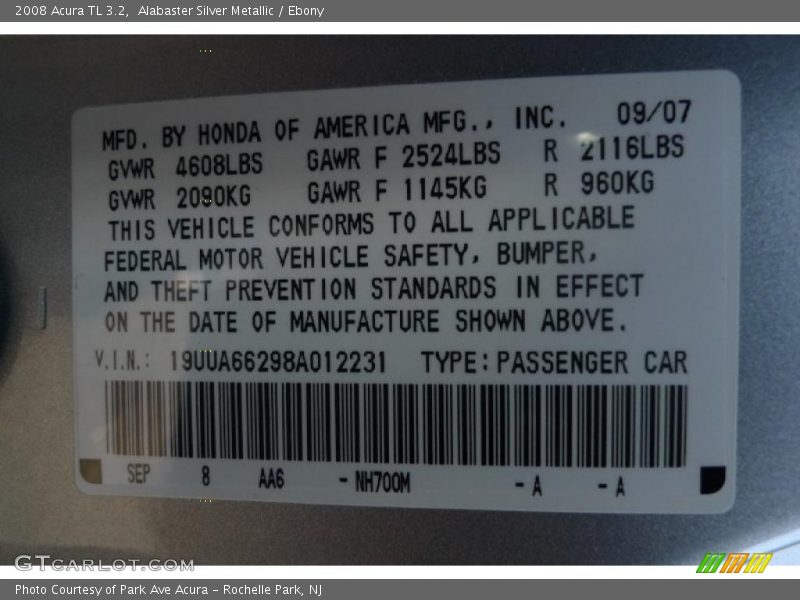 2008 Acura TL 3.2, Alabaster Silver Metallic / Ebony
MFD. BY HONDA OF AMERICA MFG., INC. 09/07
GVWR 4608LBS GAWR F 2524LBS R 2116LBS
GVWR 2090KG GAWR F 1145KG R 960KG
THIS VEHICLE CONFORMS TO ALL APPLICABLE
FEDERAL MOTOR VEHICLE SAFETY, BUMPER,
AND THEFT PREVENTION STANDARDS IN EFFECT
ON THE DATE OF MANUFACTURE SHOWN ABOVE.
V.I.N.: 19UUA66298A012231 TYPE: PASSENGER CAR
SEP 8 AA6 - NH700M - A - A
GTCarLot.com
Photo Courtesy of Park Ave Acura - Rochelle Park, NJ